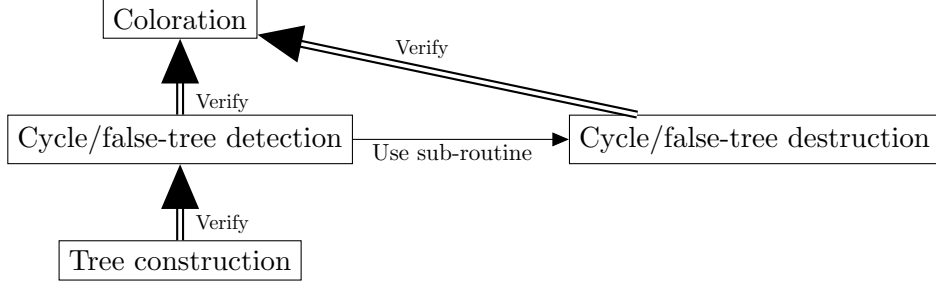 Coloration
Verify
Verify
Cycle/false-tree detection
Use sub-routine
Cycle/false-tree destruction
Verify
Tree construction